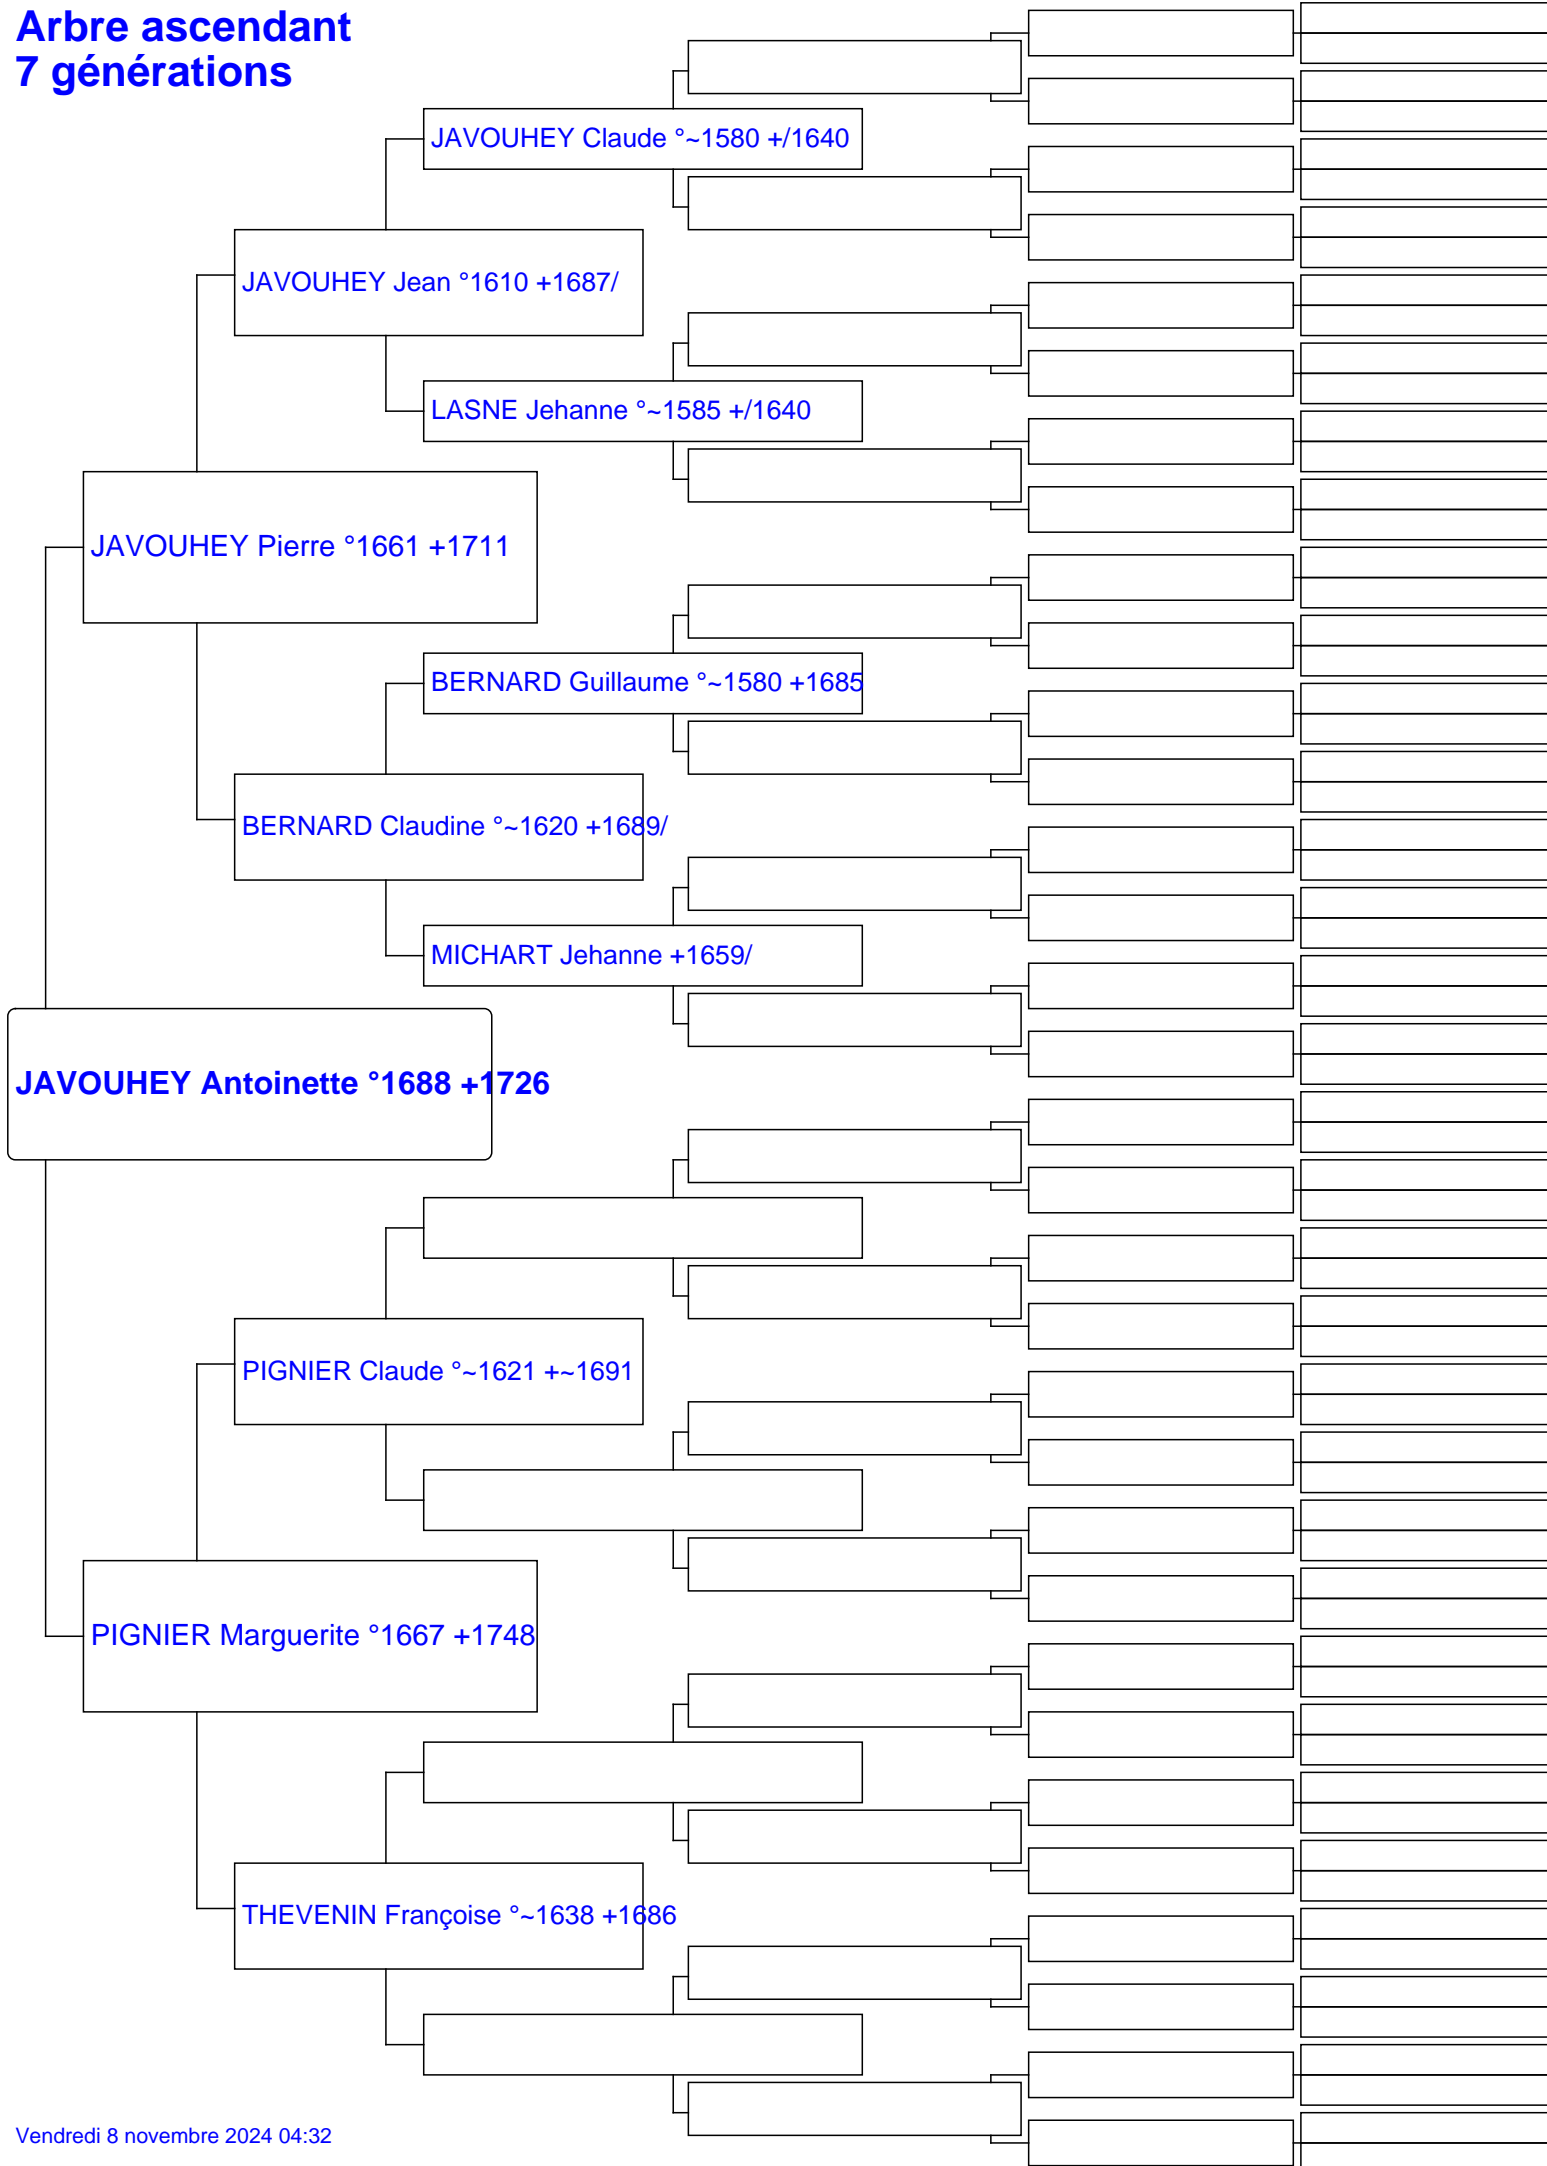 Arbre ascendant
7 générations
JAVOUHEY Claude °~1580 +/1640
JAVOUHEY Jean °1610 +1687/
LASNE Jehanne °~1585 +/1640
JAVOUHEY Pierre °1661 +1711
BERNARD Guillaume °~1580 +1685
BERNARD Claudine °~1620 +1689/
MICHART Jehanne +1659/
JAVOUHEY Antoinette °1688 +1726
PIGNIER Claude °~1621 +~1691
PIGNIER Marguerite °1667 +1748
THEVENIN Françoise °~1638 +1686
Vendredi 8 novembre 2024 04:32